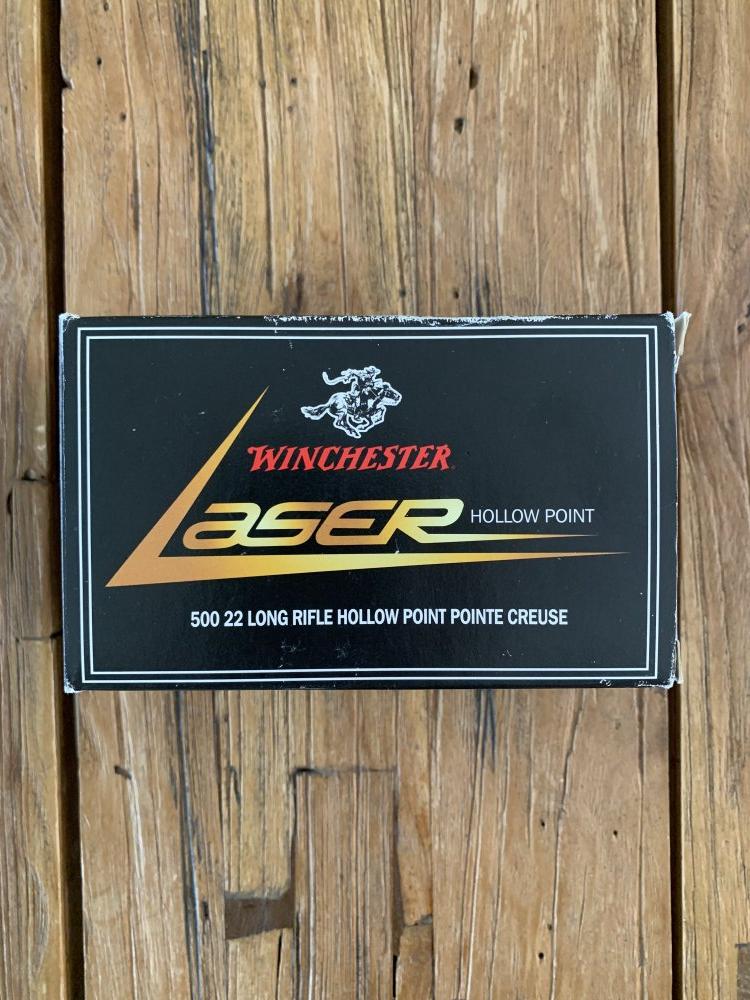 WINCHESTER
LASER HOLLOW POINT
500 22 LONG RIFLE HOLLOW POINT POINTE CREUSE